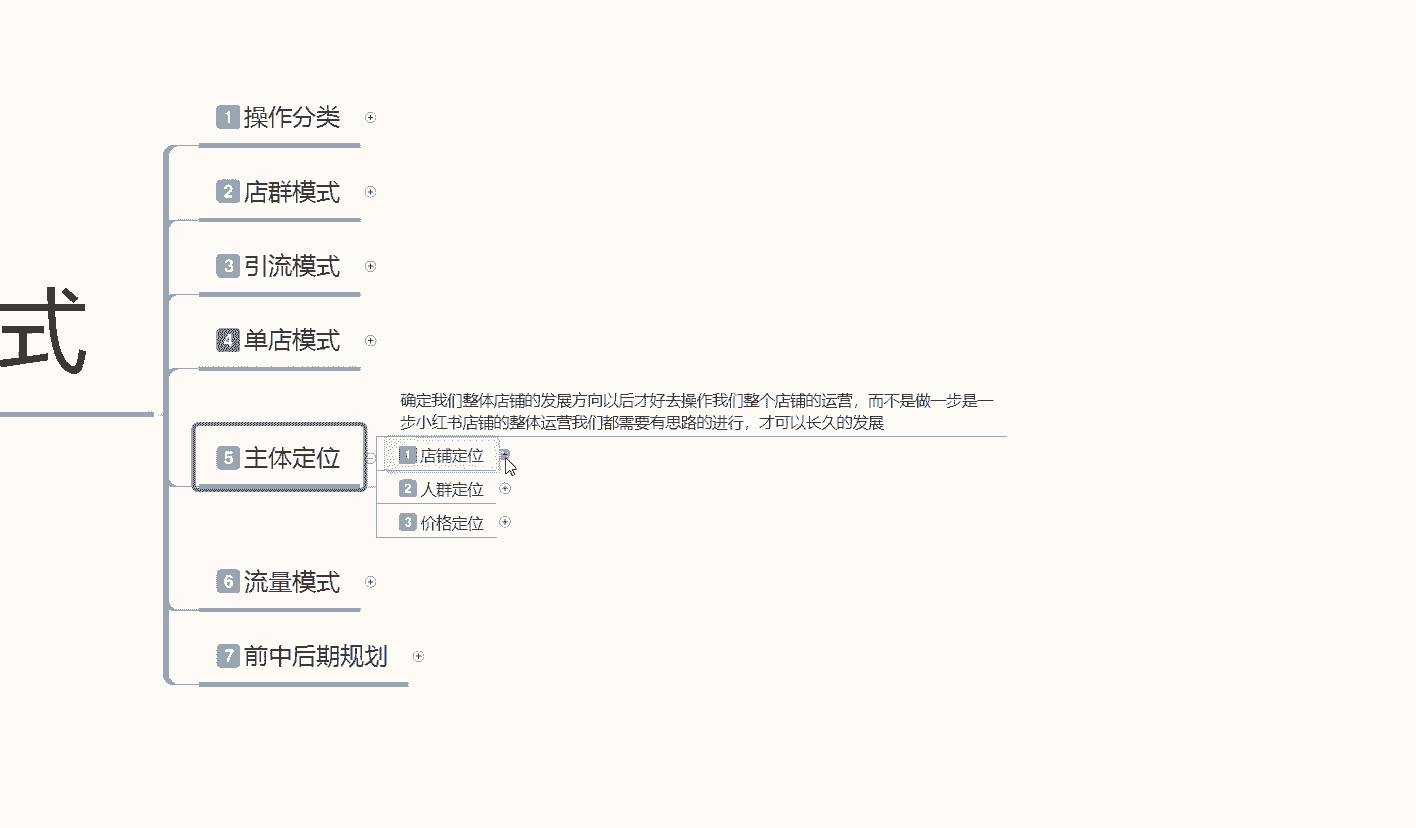 1 操作分类
2 店群模式
3 引流模式
式
4 单店模式
确定我们整体店铺的发展方向以后才好去操作我们整个店铺的运营，而不是做一步是一
步小红书店铺的整体运营我们都需要有思路的进行，才可以长久的发展
5 主体定位
1 店铺定位
2 人群定位
3 价格定位
6 流量模式
7 前中后期规划